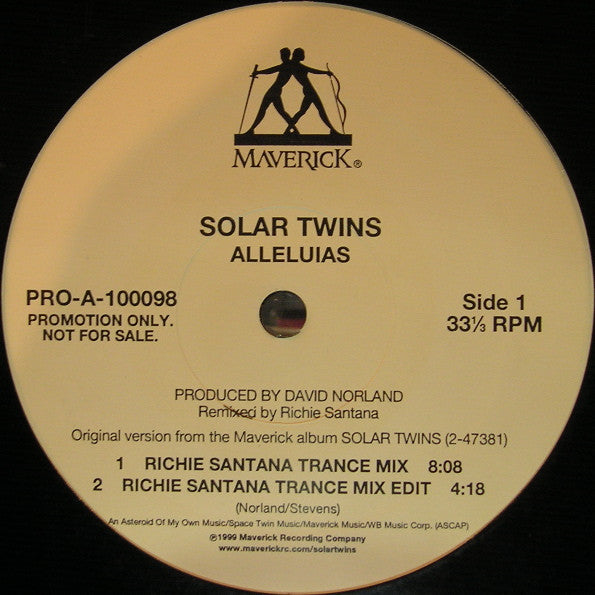 MAVERICK®
SOLAR TWINS
ALLELUIAS
PRO-A-100098
PROMOTION ONLY.
NOT FOR SALE.
Side 1
33⅓ RPM
PRODUCED BY DAVID NORLAND
Remixed by Richie Santana
Original version from the Maverick album SOLAR TWINS (2-47381)
1 RICHIE SANTANA TRANCE MIX 8:08
2 RICHIE SANTANA TRANCE MIX EDIT 4:18
(Norland/Stevens)
An Asteroid Of My Own Music/Space Twin Music/Maverick Music/WB Music Corp. (ASCAP)
℗1999 Maverick Recording Company
www.maverickrc.com/solartwins